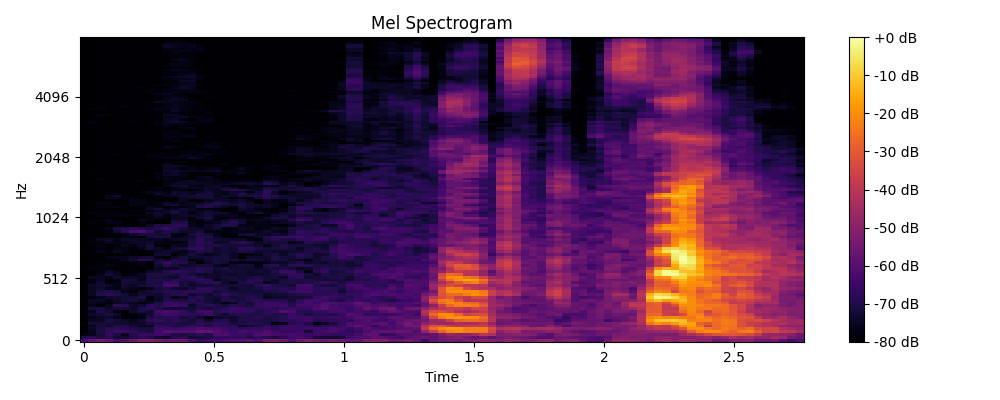 Mel Spectrogram
Hz
4096
2048
1024
512
0
0 0.5 1 1.5 2 2.5
Time
+0 dB
-10 dB
-20 dB
-30 dB
-40 dB
-50 dB
-60 dB
-70 dB
-80 dB